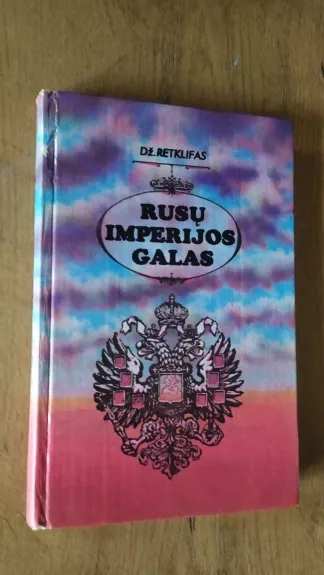 Dž. RETKLIFAS
RUSŲ
IMPERIJOS
GALAS